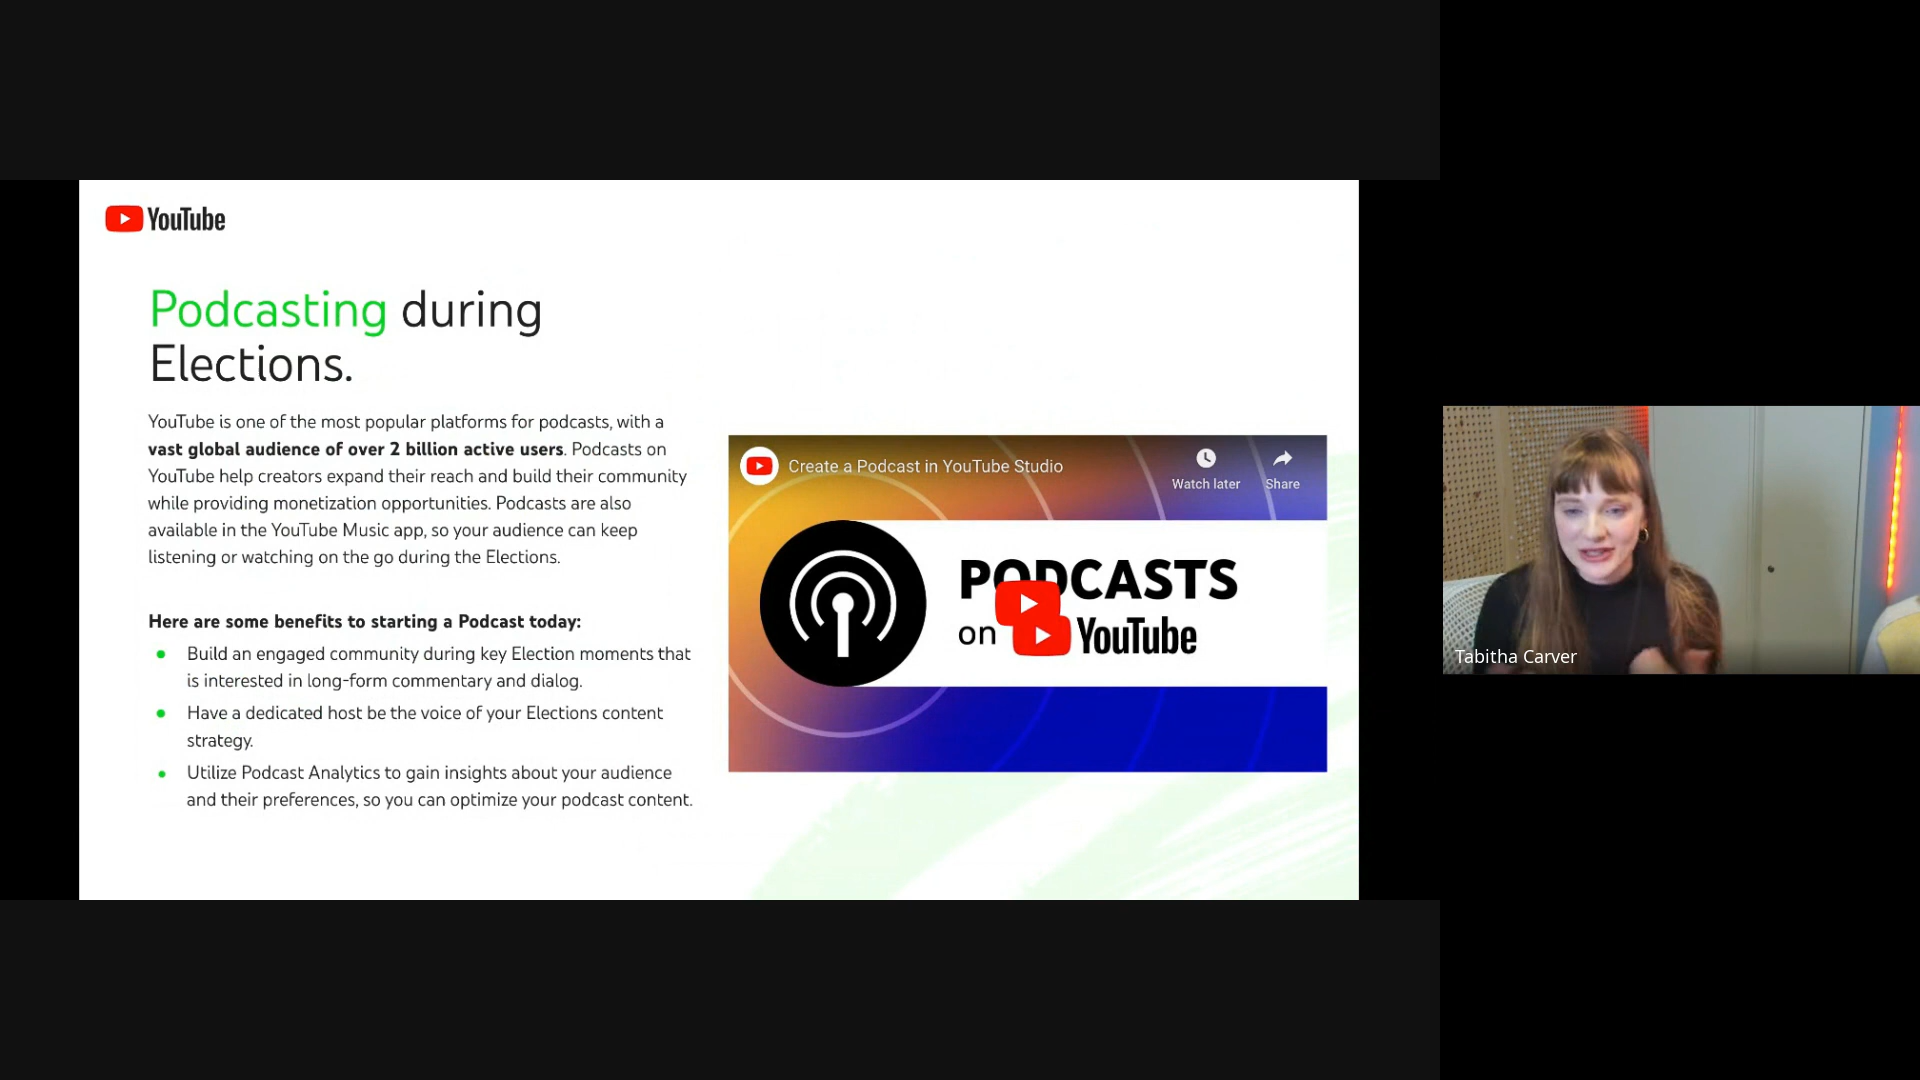 YouTube
Podcasting during
Elections.
YouTube is one of the most popular platforms for podcasts, with a
vast global audience of over 2 billion active users. Podcasts on
YouTube help creators expand their reach and build their community
while providing monetization opportunities. Podcasts are also
available in the YouTube Music app, so your audience can keep
listening or watching on the go during the Elections.
Here are some benefits to starting a Podcast today:
Build an engaged community during key Election moments that
is interested in long-form commentary and dialog.
Have a dedicated host be the voice of your Elections content
strategy.
Utilize Podcast Analytics to gain insights about your audience
and their preferences, so you can optimize your podcast content.
Create a Podcast in YouTube Studio
Watch later
Share
PODCASTS
on YouTube
Tabitha Carver